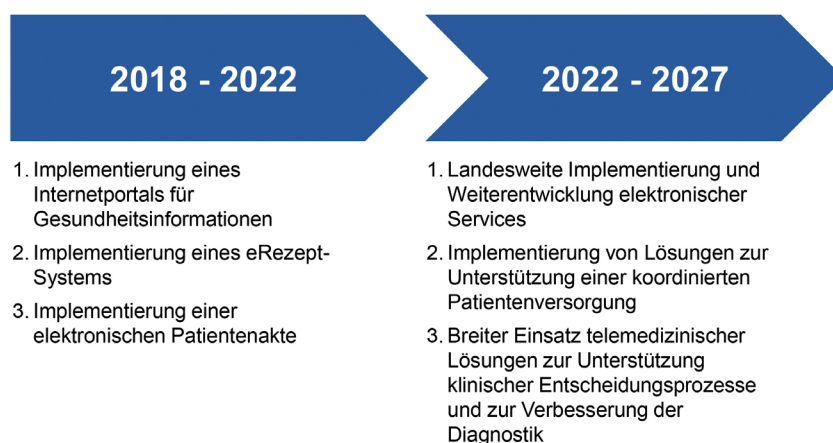 2018 - 2022
1. Implementierung eines
Internetportals für
Gesundheitsinformationen
2. Implementierung eines eRezept-
Systems
3. Implementierung einer
elektronischen Patientenakte
2022 - 2027
1. Landesweite Implementierung und
Weiterentwicklung elektronischer
Services
2. Implementierung von Lösungen zur
Unterstützung einer koordinierten
Patientenversorgung
3. Breiter Einsatz telemedizinischer
Lösungen zur Unterstützung
klinischer Entscheidungsprozesse
und zur Verbesserung der
Diagnostik